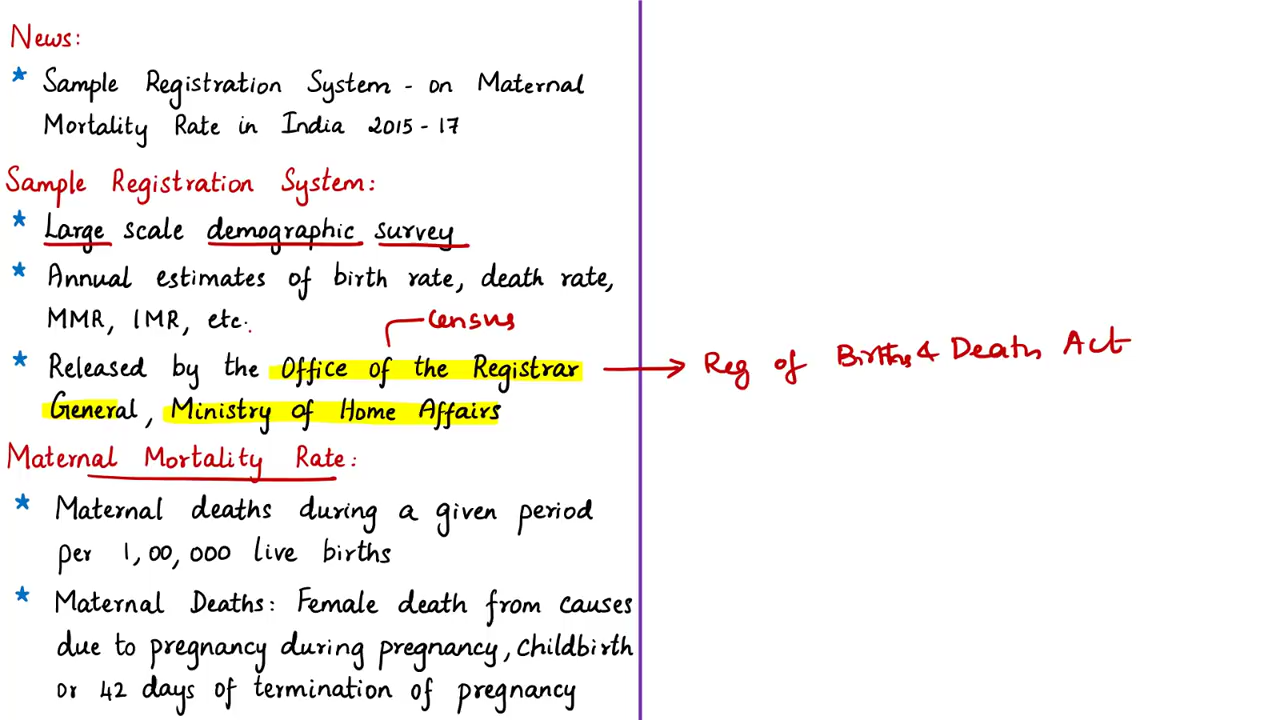 News:
* Sample Registration System - on Maternal
Mortality Rate in India 2015-17
Sample Registration System:
* Large scale demographic survey
* Annual estimates of birth rate, death rate,
MMR, IMR, etc.
Census
* Released by the Office of the Registrar
General, Ministry of Home Affairs
→ Reg of Births & Death Act
Maternal Mortality Rate:
* Maternal deaths during a given period
per 1,00,000 live births
* Maternal Deaths: Female death from causes
due to pregnancy during pregnancy, childbirth
or 42 days of termination of pregnancy